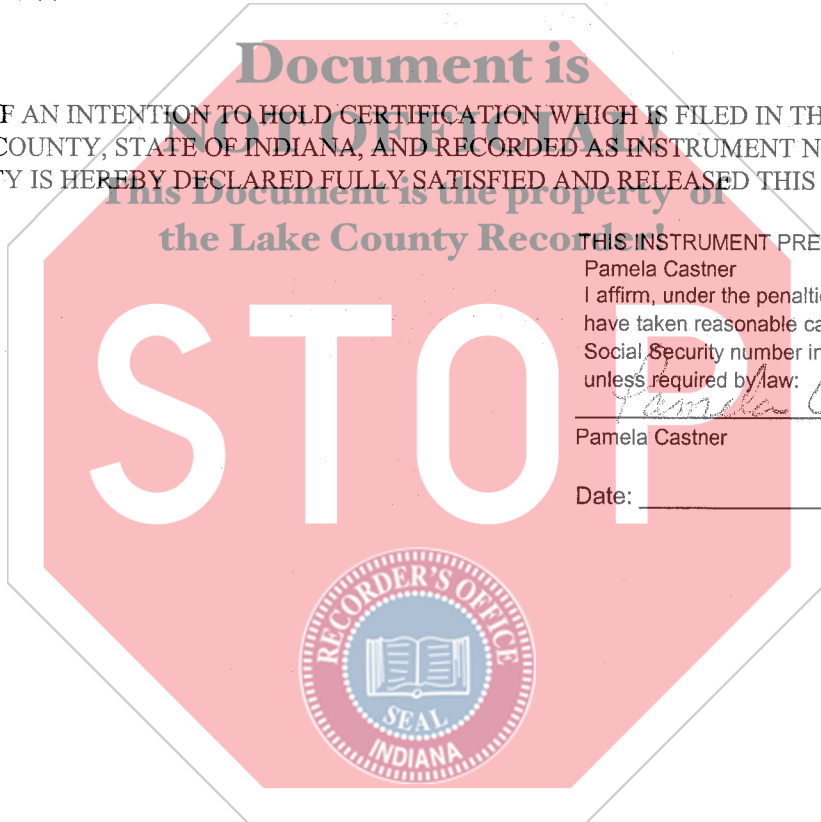 Document is
F AN INTENTION TO HOLD CERTIFICATION WHICH IS FILED IN TH
NOT OFFICIAL!
COUNTY, STATE OF INDIANA, AND RECORDED AS INSTRUMENT N
TY IS HEREBY DECLARED FULLY SATISFIED AND RELEASED THIS
This Document is the property of
the Lake County Recorder!
THIS INSTRUMENT PRE
Pamela Castner
I affirm, under the penalti
have taken reasonable ca
Social Security number in
unless required by law:
Pamela C
Pamela Castner
Date:
STOP
RECORDER'S OFFICE
SEAL
INDIANA